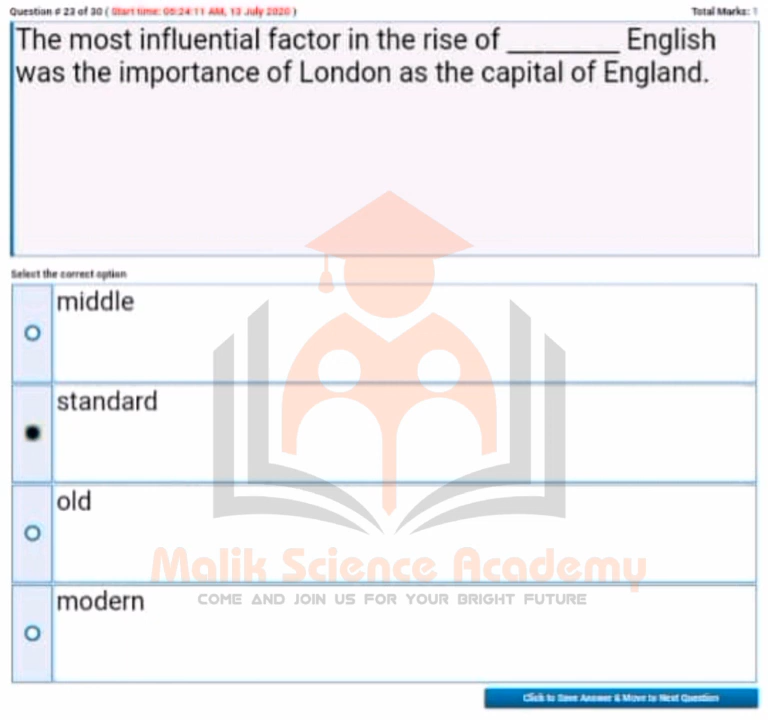 Question # 23 of 30 ( Start time: 05:24:11 AM, 13 July 2020 )
Total Marks: 1
The most influential factor in the rise of ________ English
was the importance of London as the capital of England.
Select the correct option
middle
standard
old
modern
Malik Science Academy
COME AND JOIN US FOR YOUR BRIGHT FUTURE
Click to Save Answer & Move to Next Question